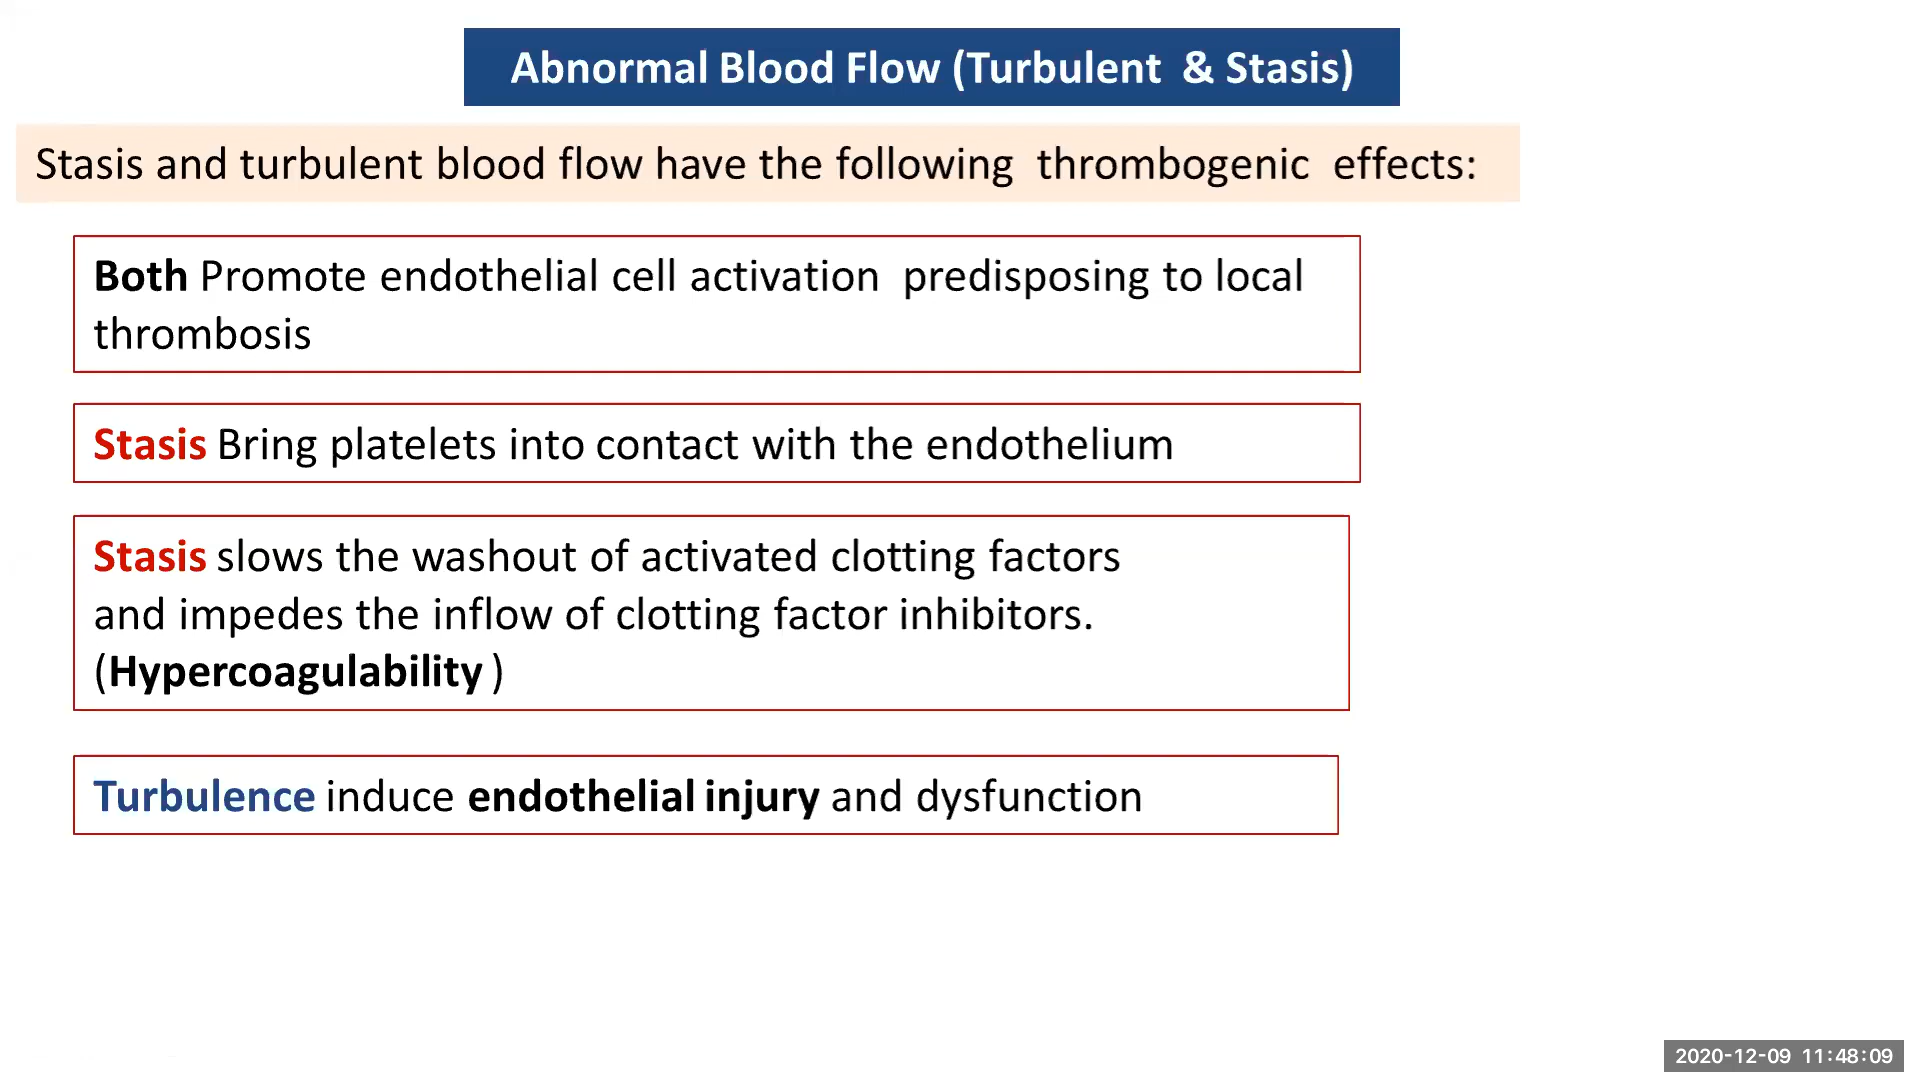 Abnormal Blood Flow (Turbulent & Stasis)
Stasis and turbulent blood flow have the following thrombogenic effects:
Both Promote endothelial cell activation predisposing to local
thrombosis
Stasis Bring platelets into contact with the endothelium
Stasis slows the washout of activated clotting factors
and impedes the inflow of clotting factor inhibitors.
(Hypercoagulability )
Turbulence induce endothelial injury and dysfunction
2020-12-09 11:48:09